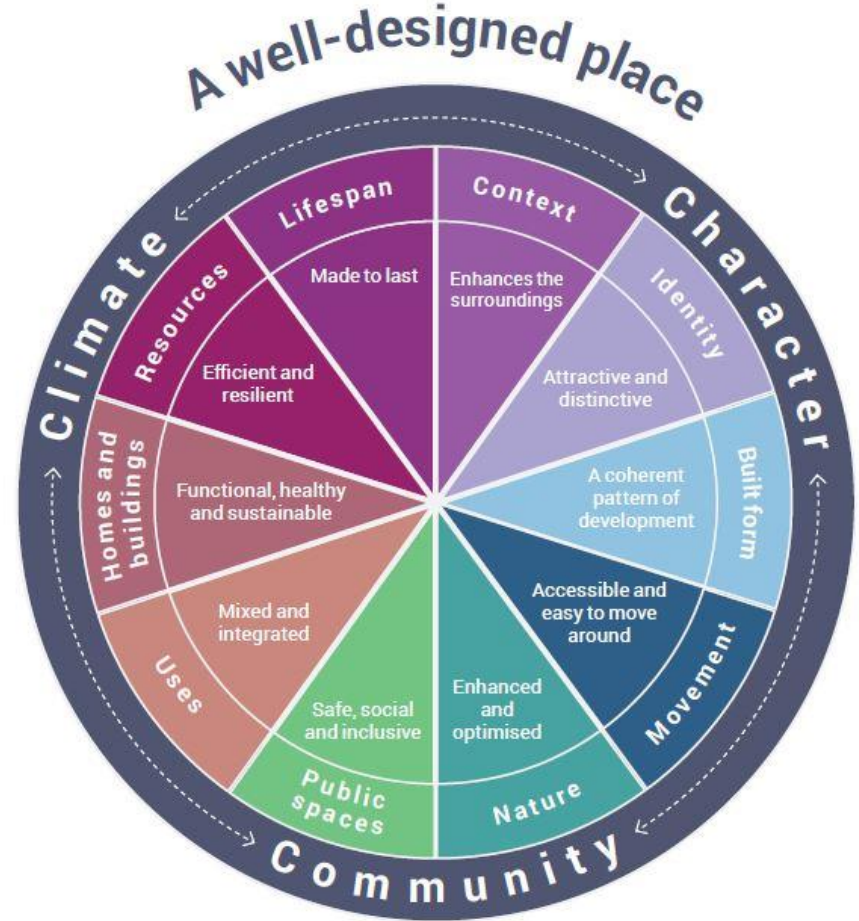 A well-designed place
Climate
Character
Community
Context
Enhances the
surroundings
Identity
Attractive and
distinctive
Built form
A coherent
pattern of
development
Movement
Accessible and
easy to move
around
Nature
Enhanced
and
optimised
Public
spaces
Safe, social
and inclusive
Uses
Mixed and
integrated
Homes and
buildings
Functional, healthy
and sustainable
Resources
Efficient and
resilient
Lifespan
Made to last